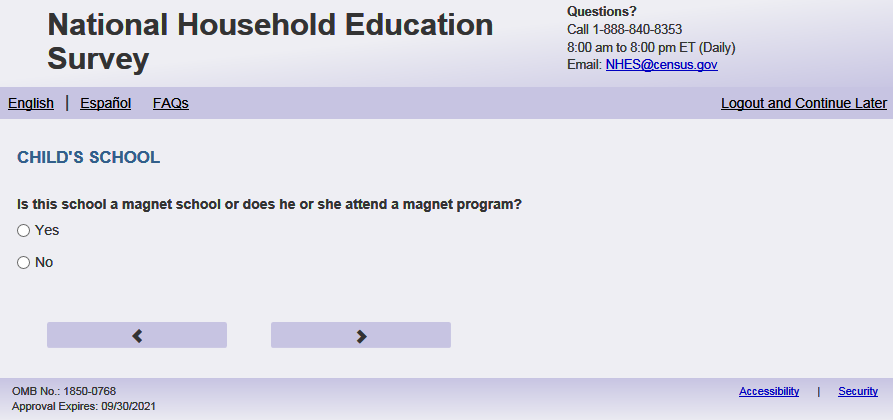 National Household Education
Survey
Questions?
Call 1-888-840-8353
8:00 am to 8:00 pm ET (Daily)
Email: NHES@census.gov
English | Español FAQs Logout and Continue Later
CHILD'S SCHOOL
Is this school a magnet school or does he or she attend a magnet program?
Yes
No
OMB No.: 1850-0768
Approval Expires: 09/30/2021
Accessibility | Security